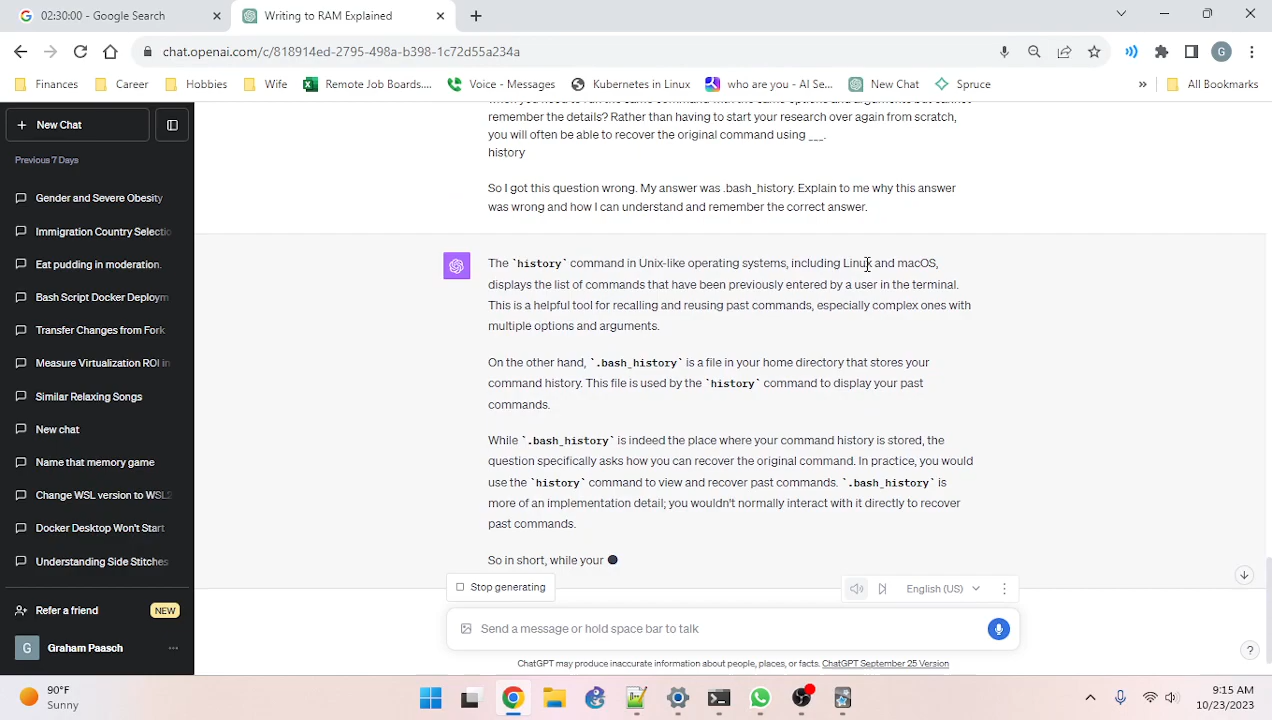 02:30:00 - Google Search
Writing to RAM Explained
chat.openai.com/c/818914ed-2795-498a-b398-1c72d55a234a
G
Finances
Career
Hobbies
Wife
Remote Job Boards....
Voice - Messages
Kubernetes in Linux
who are you - AI Se...
New Chat
Spruce
»
All Bookmarks
New Chat
Previous 7 Days
Gender and Severe Obesity
Immigration Country Selectio
Eat pudding in moderation.
Bash Script Docker Deploym
Transfer Changes from Fork
Measure Virtualization ROI in
Similar Relaxing Songs
New chat
Name that memory game
Change WSL version to WSL2
Docker Desktop Won't Start
Understanding Side Stitches
Refer a friend
NEW
G
Graham Paasch
when you need to run the same command with the same options and arguments but cannot
remember the details? Rather than having to start your research over again from scratch,
you will often be able to recover the original command using ___.
history
So I got this question wrong. My answer was .bash_history. Explain to me why this answer
was wrong and how I can understand and remember the correct answer.
The `history` command in Unix-like operating systems, including Linux and macOS,
displays the list of commands that have been previously entered by a user in the terminal.
This is a helpful tool for recalling and reusing past commands, especially complex ones with
multiple options and arguments.
On the other hand, `.bash_history` is a file in your home directory that stores your
command history. This file is used by the `history` command to display your past
commands.
While `.bash_history` is indeed the place where your command history is stored, the
question specifically asks how you can recover the original command. In practice, you would
use the `history` command to view and recover past commands. `.bash_history` is
more of an implementation detail; you wouldn't normally interact with it directly to recover
past commands.
So in short, while your
Stop generating
English (US)
Send a message or hold space bar to talk
?
ChatGPT may produce inaccurate information about people, places, or facts. ChatGPT September 25 Version
90°F
Sunny
9:15 AM
10/23/2023